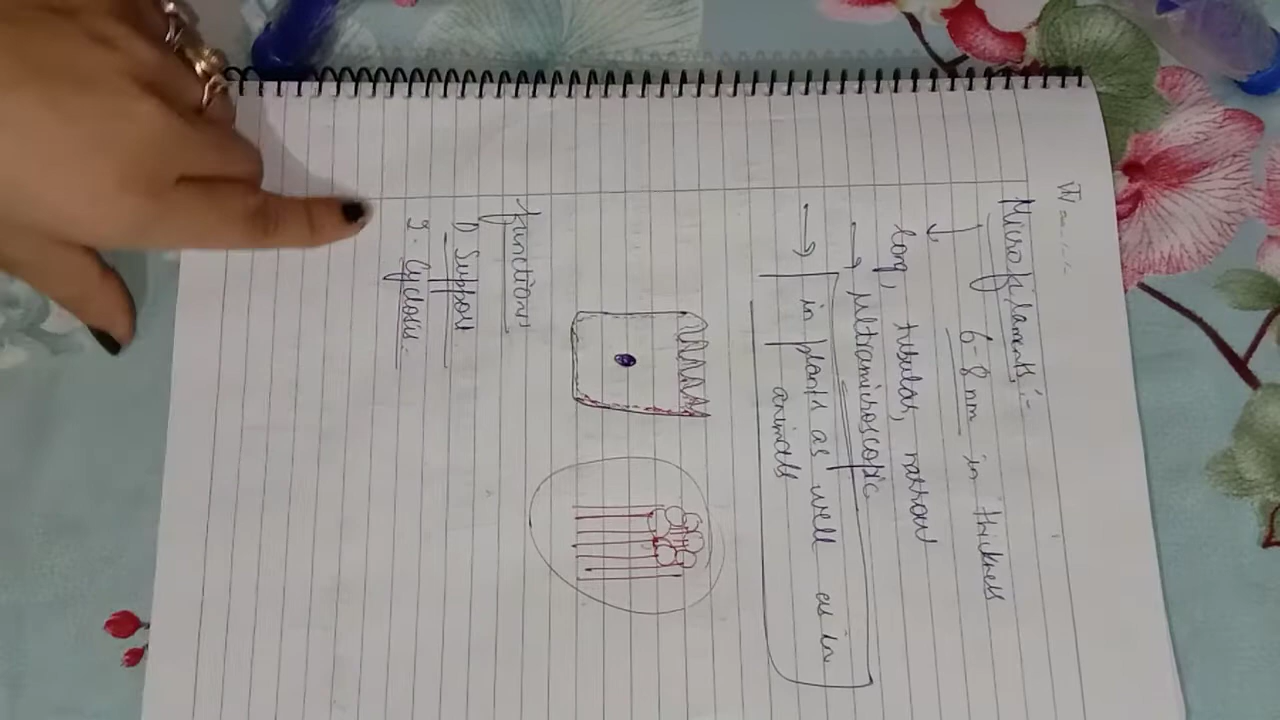 Microfilaments :-
6-8 nm in thickness
long, tubular, narrow
→ ultramicroscopic
→ in plants as well as in
animals
functions
1) Support
2. Cyclosis.